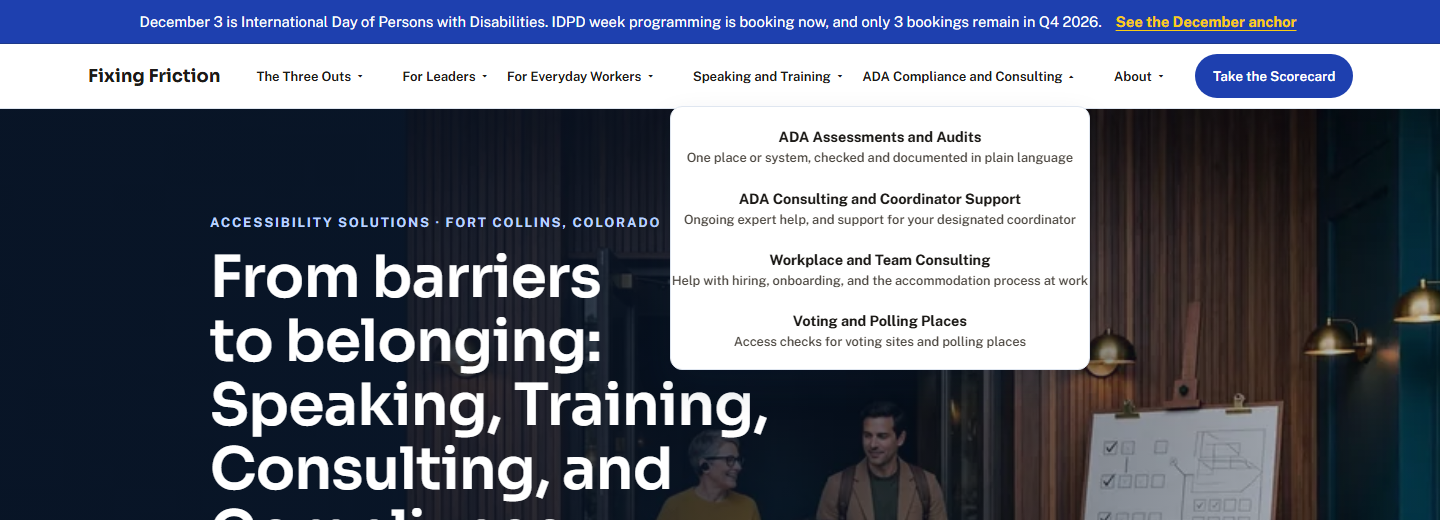 December 3 is International Day of Persons with Disabilities. IDPD week programming is booking now, and only 3 bookings remain in Q4 2026. See the December anchor
Fixing Friction The Three Outs For Leaders For Everyday Workers Speaking and Training ADA Compliance and Consulting About Take the Scorecard
ADA Assessments and Audits
One place or system, checked and documented in plain language
ADA Consulting and Coordinator Support
Ongoing expert help, and support for your designated coordinator
Workplace and Team Consulting
Help with hiring, onboarding, and the accommodation process at work
Voting and Polling Places
Access checks for voting sites and polling places
ACCESSIBILITY SOLUTIONS · FORT COLLINS, COLORADO
From barriers
to belonging:
Speaking, Training,
Consulting, and